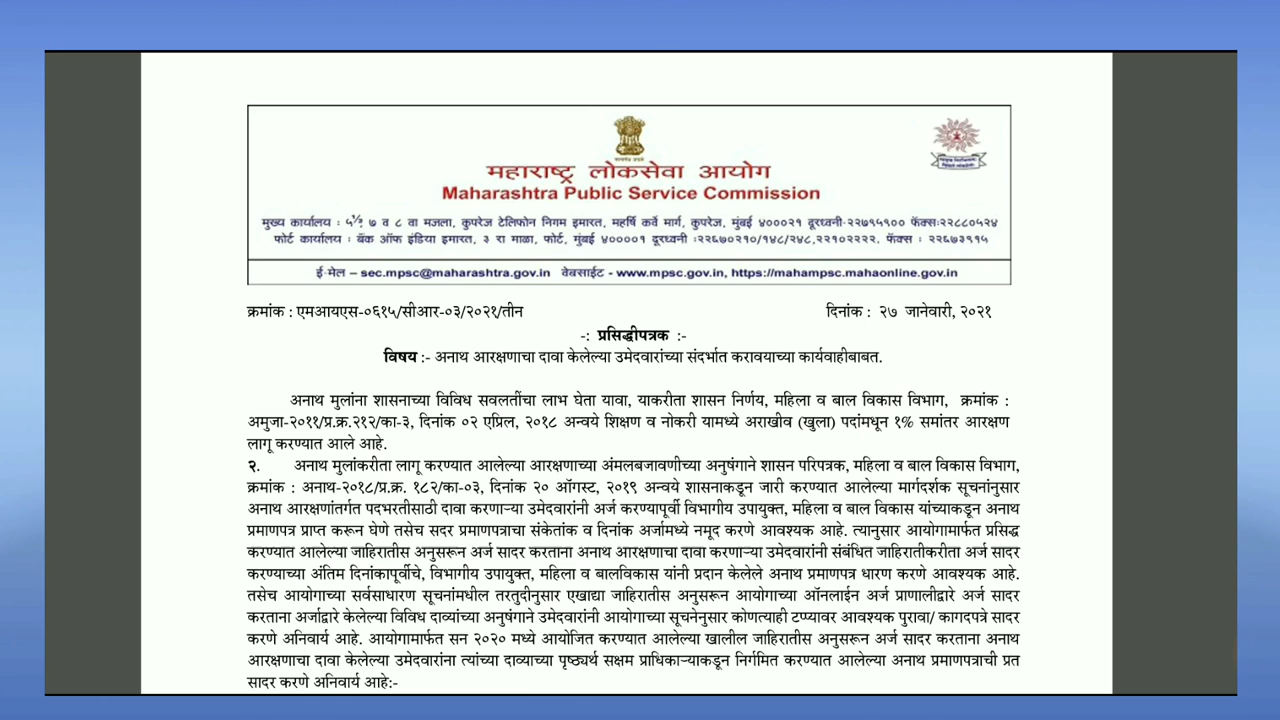 महाराष्ट्र लोकसेवा आयोग
Maharashtra Public Service Commission
मुख्य कार्यालय : ५½, ७ व ८ वा मजला, कुपरेज टेलिफोन निगम इमारत, महर्षि कर्वे मार्ग, कुपरेज, मुंबई ४०००२१ दूरध्वनी-२२७९५९०० फॅक्स:२२८८०५२४
फोर्ट कार्यालय : बँक ऑफ इंडिया इमारत, ३ रा माळा, फोर्ट, मुंबई ४००००१ दूरध्वनी :२२६७०२१०/१४८/२४८,२२१०२२२२. फॅक्स : २२६७३९१५
ई-मेल – sec.mpsc@maharashtra.gov.in वेबसाईट - www.mpsc.gov.in, https://mahampsc.mahaonline.gov.in
क्रमांक : एमआयएस-०६१५/सीआर-०३/२०२१/तीन दिनांक : २७ जानेवारी, २०२१
-: प्रसिद्धीपत्रक :-
विषय :- अनाथ आरक्षणाचा दावा केलेल्या उमेदवारांच्या संदर्भात करावयाच्या कार्यवाहीबाबत.
अनाथ मुलांना शासनाच्या विविध सवलतींचा लाभ घेता यावा, याकरीता शासन निर्णय, महिला व बाल विकास विभाग, क्रमांक :
अमुजा-२०११/प्र.क्र.२१२/का-३, दिनांक ०२ एप्रिल, २०१८ अन्वये शिक्षण व नोकरी यामध्ये अराखीव (खुला) पदांमधून १% समांतर आरक्षण
लागू करण्यात आले आहे.
२. अनाथ मुलांकरीता लागू करण्यात आलेल्या आरक्षणाच्या अंमलबजावणीच्या अनुषंगाने शासन परिपत्रक, महिला व बाल विकास विभाग,
क्रमांक : अनाथ-२०१८/प्र.क्र. १८२/का-०३, दिनांक २० ऑगस्ट, २०१९ अन्वये शासनाकडून जारी करण्यात आलेल्या मार्गदर्शक सूचनांनुसार
अनाथ आरक्षणांतर्गत पदभरतीसाठी दावा करणाऱ्या उमेदवारांनी अर्ज करण्यापूर्वी विभागीय उपायुक्त, महिला व बाल विकास यांच्याकडून अनाथ
प्रमाणपत्र प्राप्त करून घेणे तसेच सदर प्रमाणपत्राचा संकेतांक व दिनांक अर्जामध्ये नमूद करणे आवश्यक आहे. त्यानुसार आयोगामार्फत प्रसिद्ध
करण्यात आलेल्या जाहिरातीस अनुसरून अर्ज सादर करताना अनाथ आरक्षणाचा दावा करणाऱ्या उमेदवारांनी संबंधित जाहिरातीकरीता अर्ज सादर
करण्याच्या अंतिम दिनांकापूर्वीचे, विभागीय उपायुक्त, महिला व बालविकास यांनी प्रदान केलेले अनाथ प्रमाणपत्र धारण करणे आवश्यक आहे.
तसेच आयोगाच्या सर्वसाधारण सूचनांमधील तरतुदीनुसार एखाद्या जाहिरातीस अनुसरून आयोगाच्या ऑनलाईन अर्ज प्रणालीद्वारे अर्ज सादर
करताना अर्जाद्वारे केलेल्या विविध दाव्यांच्या अनुषंगाने उमेदवारांनी आयोगाच्या सूचनेनुसार कोणत्याही टप्प्यावर आवश्यक पुरावा/ कागदपत्रे सादर
करणे अनिवार्य आहे. आयोगामार्फत सन २०२० मध्ये आयोजित करण्यात आलेल्या खालील जाहिरातीस अनुसरून अर्ज सादर करताना अनाथ
आरक्षणाचा दावा केलेल्या उमेदवारांना त्यांच्या दाव्याच्या पृष्ठ्यर्थ सक्षम प्राधिकाऱ्याकडून निर्गमित करण्यात आलेल्या अनाथ प्रमाणपत्राची प्रत
सादर करणे अनिवार्य आहे:-